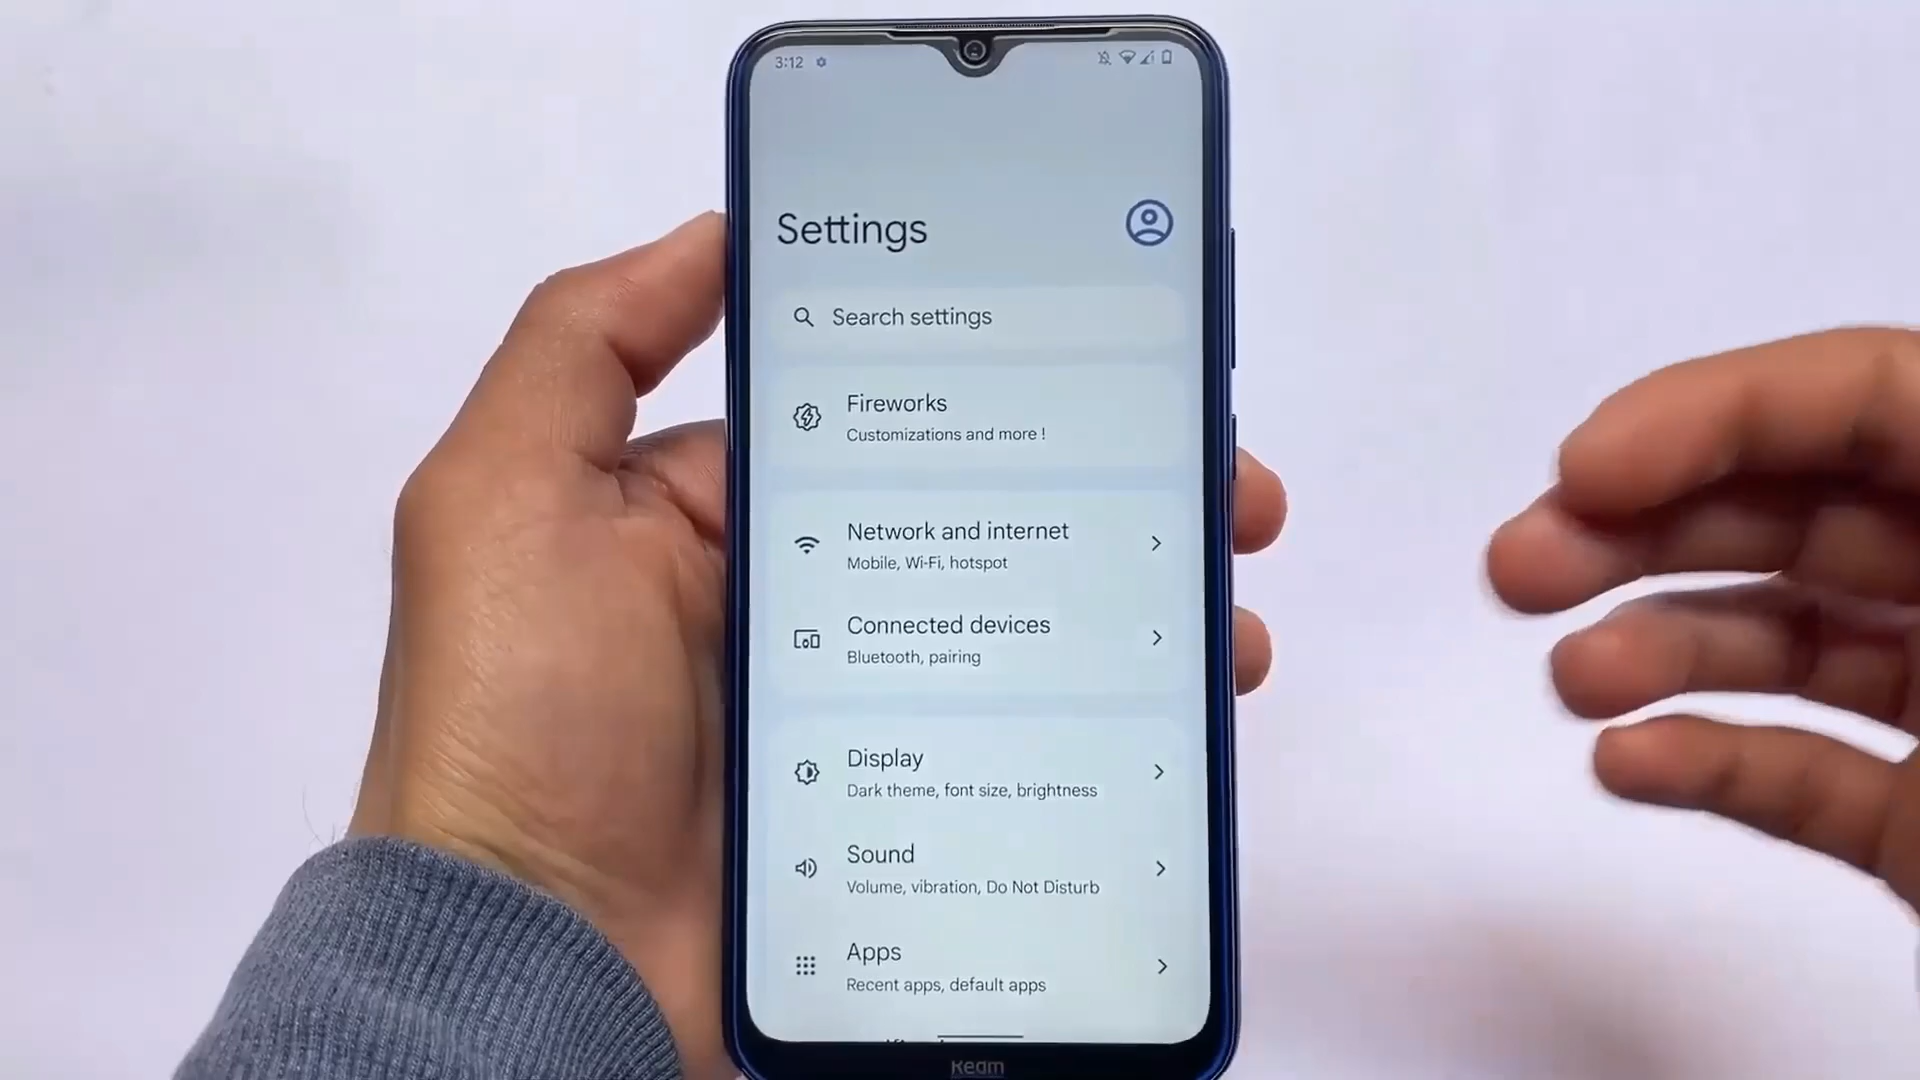 3:12
Settings
Search settings
Fireworks
Customizations and more !
Network and internet
Mobile, Wi-Fi, hotspot
Connected devices
Bluetooth, pairing
Display
Dark theme, font size, brightness
Sound
Volume, vibration, Do Not Disturb
Apps
Recent apps, default apps